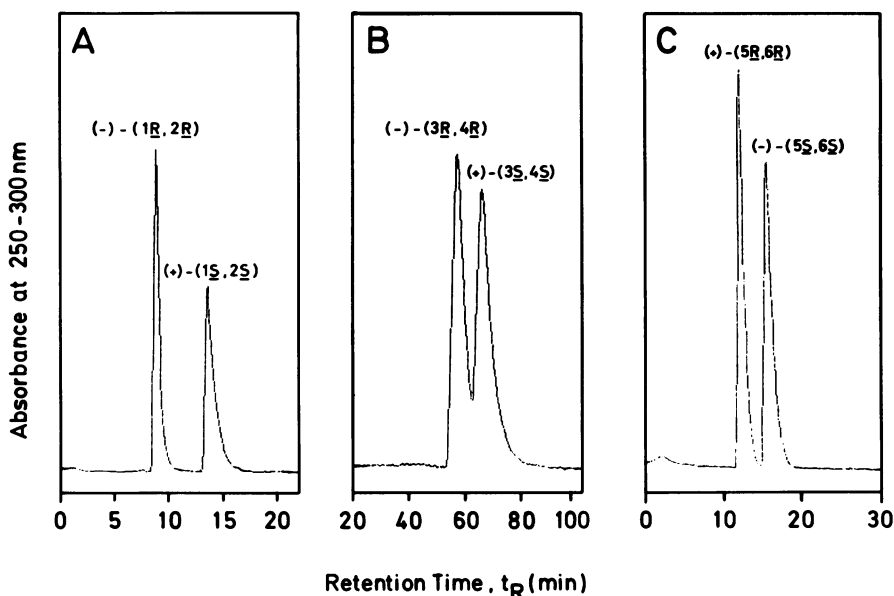 A
B
C
(-) - (1R, 2R)
(+) - (1S, 2S)
(-) - (3R, 4R)
(+) - (3S, 4S)
(+) - (5R, 6R)
(-) - (5S, 6S)
Absorbance at 250-300nm
0 5 10 15 20
20 40 60 80 100
0 10 20 30
Retention Time, tR (min)